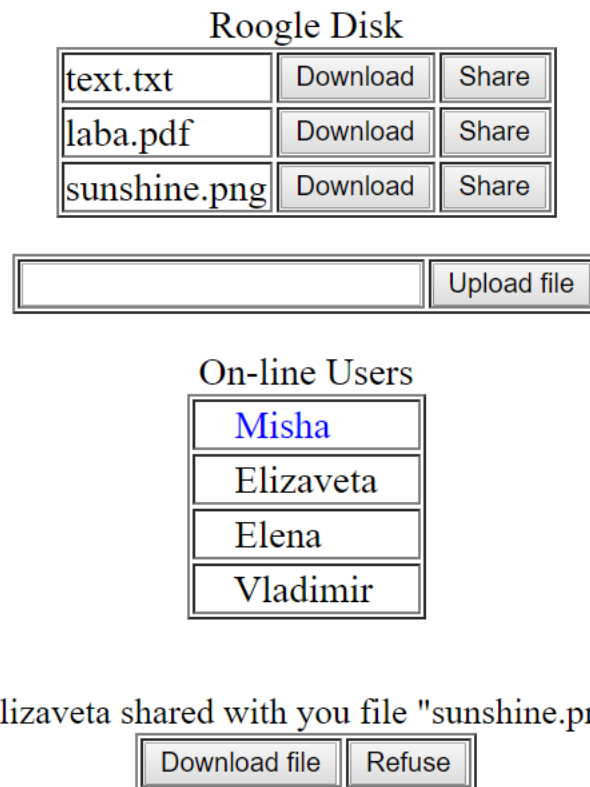 Roogle Disk
text.txt Download Share
laba.pdf Download Share
sunshine.png Download Share
Upload file
On-line Users
Misha
Elizaveta
Elena
Vladimir
lizaveta shared with you file "sunshine.p
Download file Refuse